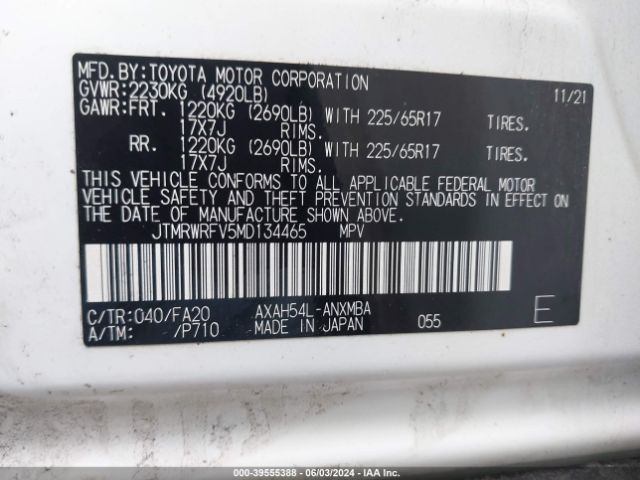 MFD.BY:TOYOTA MOTOR CORPORATION 11/21
GVWR:2230KG (4920LB)
GAWR:FRT. 1220KG (2690LB) WITH 225/65R17 TIRES.
17X7J RIMS.
RR. 1220KG (2690LB) WITH 225/65R17 TIRES.
17X7J RIMS.
THIS VEHICLE CONFORMS TO ALL APPLICABLE FEDERAL MOTOR
VEHICLE SAFETY AND THEFT PREVENTION STANDARDS IN EFFECT
ON THE DATE OF MANUFACTURE SHOWN ABOVE.
JTMRWRFV5MD134465 MPV
C/TR:040/FA20 AXAH54L-ANXMBA
A/TM: /P710 MADE IN JAPAN 055 E
000-39555388 - 06/03/2024 - IAAI.com